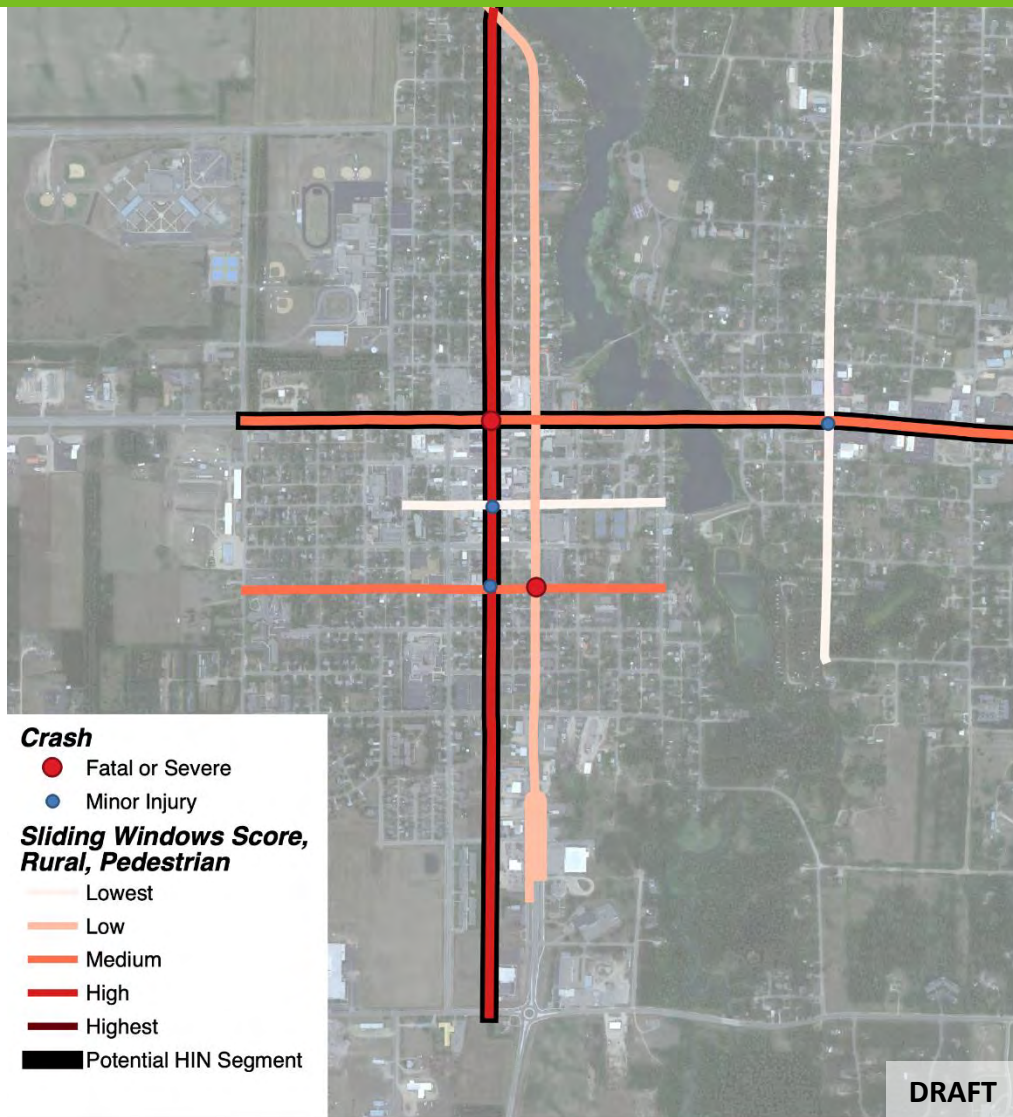 Crash
Fatal or Severe
Minor Injury
Sliding Windows Score,
Rural, Pedestrian
Lowest
Low
Medium
High
Highest
Potential HIN Segment
DRAFT